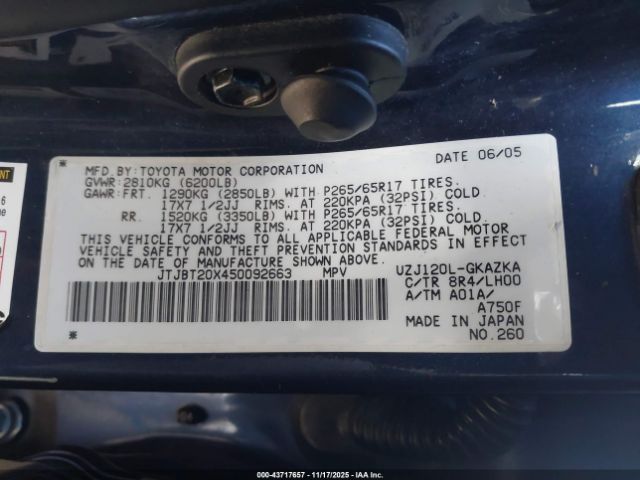 MFD.BY:TOYOTA MOTOR CORPORATION DATE 06/05
GVWR:2810KG (6200LB)
GAWR:FRT. 1290KG (2850LB) WITH P265/65R17 TIRES.
17X7 1/2JJ RIMS. AT 220KPA (32PSI) COLD
RR. 1520KG (3350LB) WITH P265/65R17 TIRES.
17X7 1/2JJ RIMS. AT 220KPA (32PSI) COLD.
THIS VEHICLE CONFORMS TO ALL APPLICABLE FEDERAL MOTOR
VEHICLE SAFETY AND THEFT PREVENTION STANDARDS IN EFFECT
ON THE DATE OF MANUFACTURE SHOWN ABOVE.
JTJBT20X450092663 MPV UZJ120L-GKAZKA
C/TR 8R4/LH00
A/TM A01A/
A750F
MADE IN JAPAN
NO.260
000-43717657 - 11/17/2025 - IAAI.COM